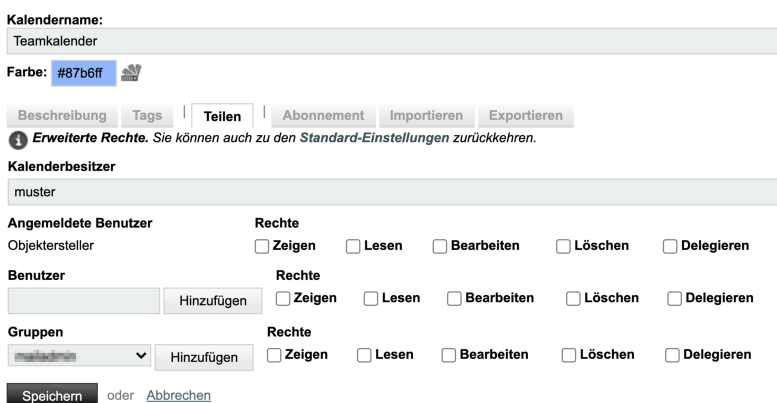 Kalendername:
Teamkalender
Farbe: #87b6ff
Beschreibung Tags | Teilen | Abonnement Importieren Exportieren
Erweiterte Rechte. Sie können auch zu den Standard-Einstellungen zurückkehren.
Kalenderbesitzer
muster
Angemeldete Benutzer Rechte
Objektersteller Zeigen Lesen Bearbeiten Löschen Delegieren
Benutzer Rechte
Hinzufügen Zeigen Lesen Bearbeiten Löschen Delegieren
Gruppen Rechte
Hinzufügen Zeigen Lesen Bearbeiten Löschen Delegieren
Speichern oder Abbrechen